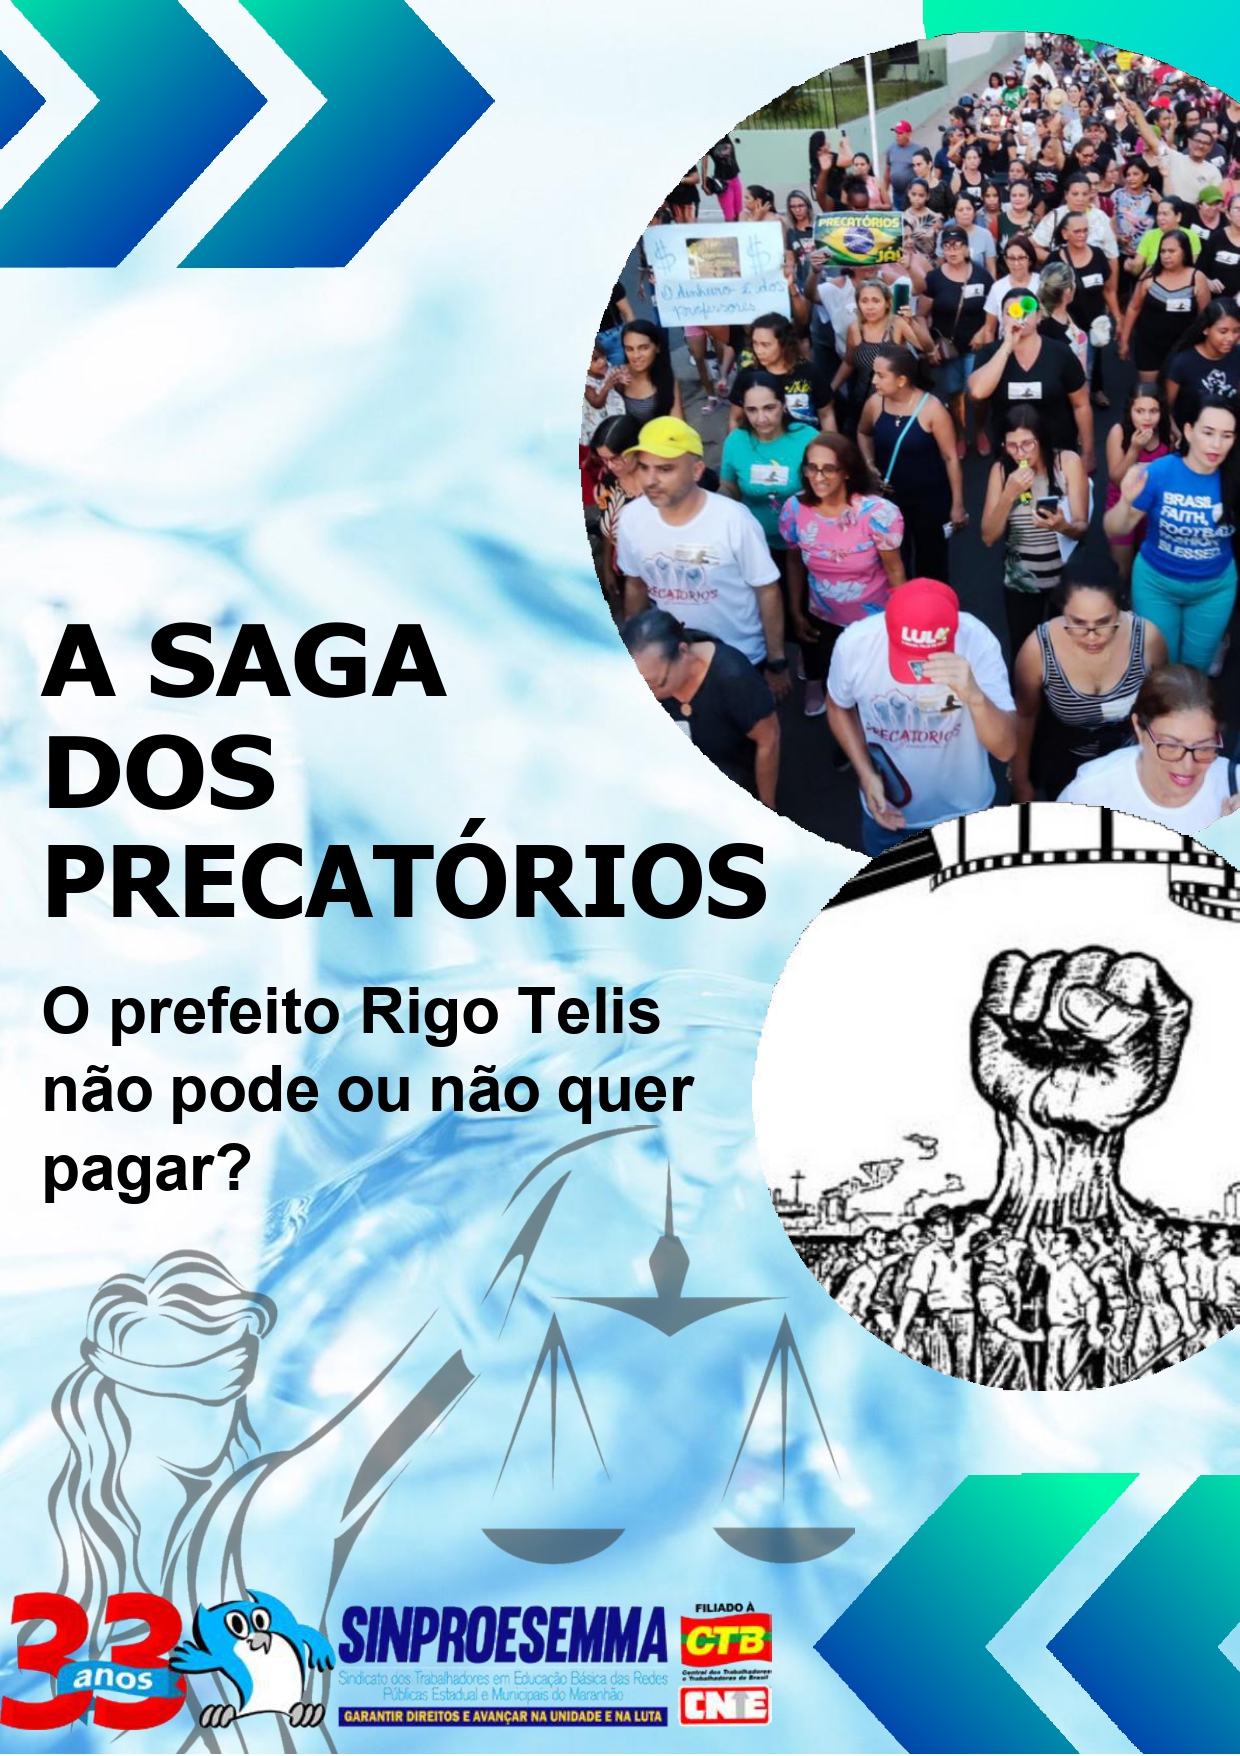 PRECATÓRIOS
JÁ!
$ $
O dinheiro é dos
professores
BRASIL
FAITH,
FOOTBALL
FASHION
BLESSED
PRECATÓRIOS
LULA
PRECATÓRIOS
A SAGA
DOS
PRECATÓRIOS
O prefeito Rigo Telis
não pode ou não quer
pagar?
33
anos
SINPROESEMMA
Sindicato dos Trabalhadores em Educação Básica das Redes
Públicas Estadual e Municipais do Maranhão
GARANTIR DIREITOS E AVANÇAR NA UNIDADE E NA LUTA
FILIADO À
CTB
Central dos Trabalhadores
e Trabalhadoras do Brasil
CNTE